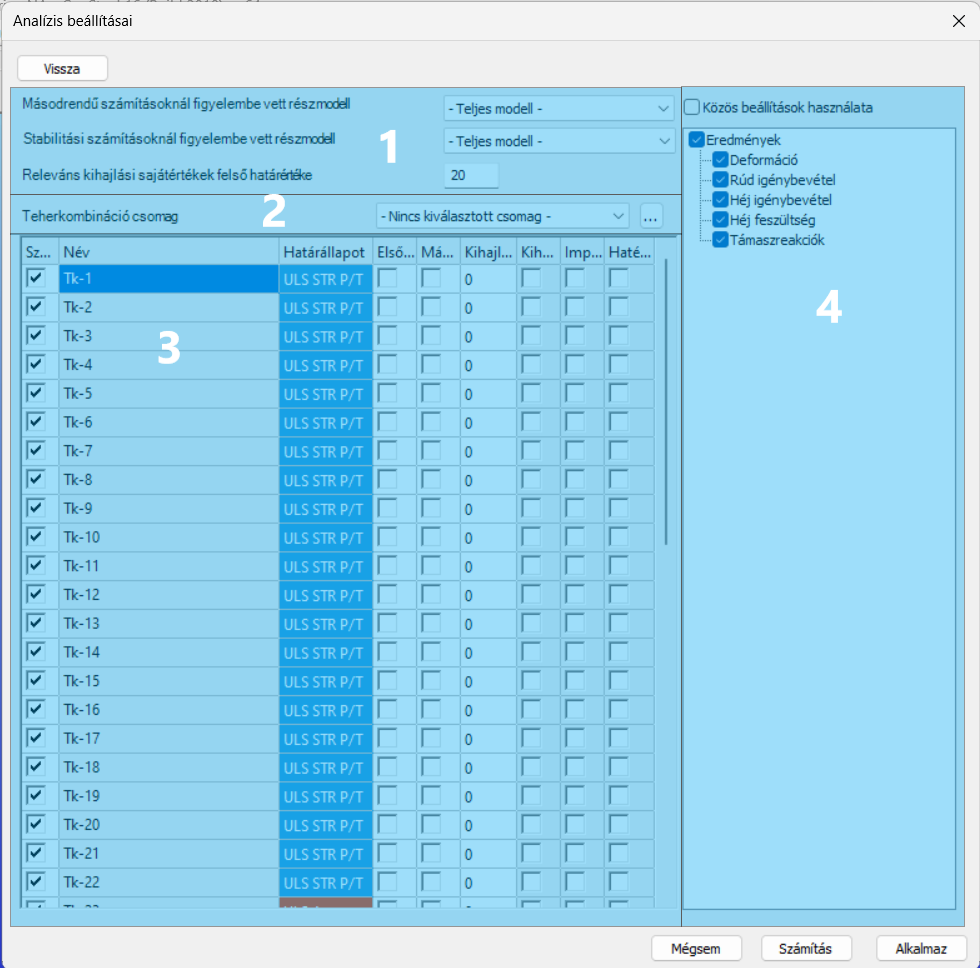 Analízis beállításai
Vissza
Másodrendű számításoknál figyelembe vett részmodell - Teljes modell -
Stabilitási számításoknál figyelembe vett részmodell - Teljes modell -
1
Releváns kihajlási sajátértékek felső határértéke 20
2
Teherkombináció csomag - Nincs kiválasztott csomag - ...
Sz... Név Határállapot Első... Má... Kihajl... Kih... Imp... Haté...
Tk-1 ULS STR P/T 0
Tk-2 ULS STR P/T 0
Tk-3 ULS STR P/T 0
3
Tk-4 ULS STR P/T 0
Tk-5 ULS STR P/T 0
Tk-6 ULS STR P/T 0
Tk-7 ULS STR P/T 0
Tk-8 ULS STR P/T 0
Tk-9 ULS STR P/T 0
Tk-10 ULS STR P/T 0
Tk-11 ULS STR P/T 0
Tk-12 ULS STR P/T 0
Tk-13 ULS STR P/T 0
Tk-14 ULS STR P/T 0
Tk-15 ULS STR P/T 0
Tk-16 ULS STR P/T 0
Tk-17 ULS STR P/T 0
Tk-18 ULS STR P/T 0
Tk-19 ULS STR P/T 0
Tk-20 ULS STR P/T 0
Tk-21 ULS STR P/T 0
Tk-22 ULS STR P/T 0
Közös beállítások használata
Eredmények
Deformáció
Rúd igénybevétel
Héj igénybevétel
Héj feszültség
Támaszreakciók
4
Mégsem Számítás Alkalmaz